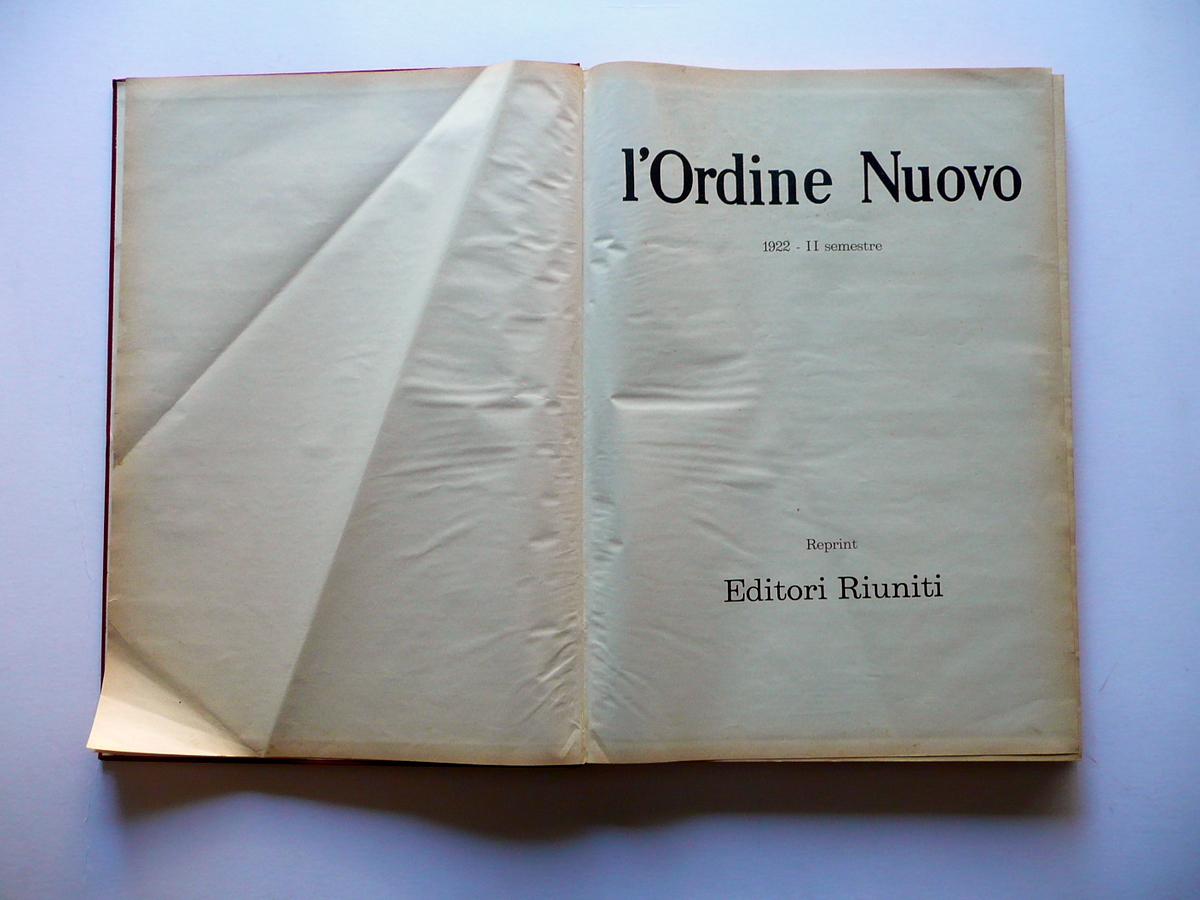 l'Ordine Nuovo
1922 - II semestre
Reprint
Editori Riuniti